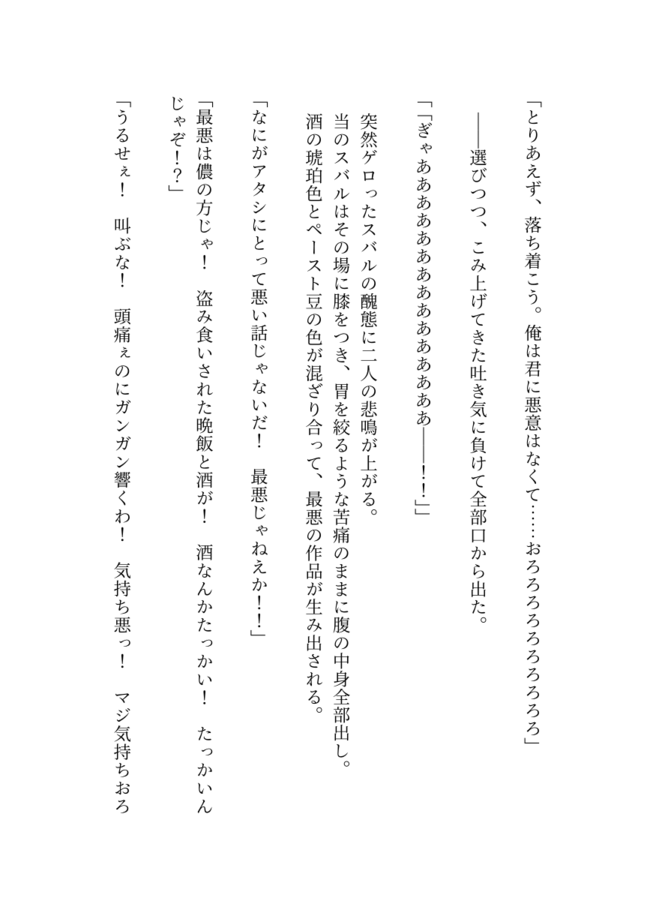 「とりあえず、落ち着こう。俺は君に悪意はなくて……おろろろろろろろろろろ」
――選びつつ、こみ上げてきた吐き気に負けて全部口から出た。
「「ぎゃあああああああああああああああ――！！」」
突然ゲロったスバルの醜態に二人の悲鳴が上がる。
当のスバルはその場に膝をつき、胃を絞るような苦痛のままに腹の中身全部出し。
酒の琥珀色とペースト豆の色が混ざり合って、最悪の作品が生み出される。
「なにがアタシにとって悪い話じゃないだ！　最悪じゃねえか！！」
「最悪は儂の方じゃ！　盗み食いされた晩飯と酒が！　酒なんかたっかい！　たっかいん
じゃぞ！？」
「うるせぇ！　叫ぶな！　頭痛ぇのにガンガン響くわ！　気持ち悪っ！　マジ気持ちおろ